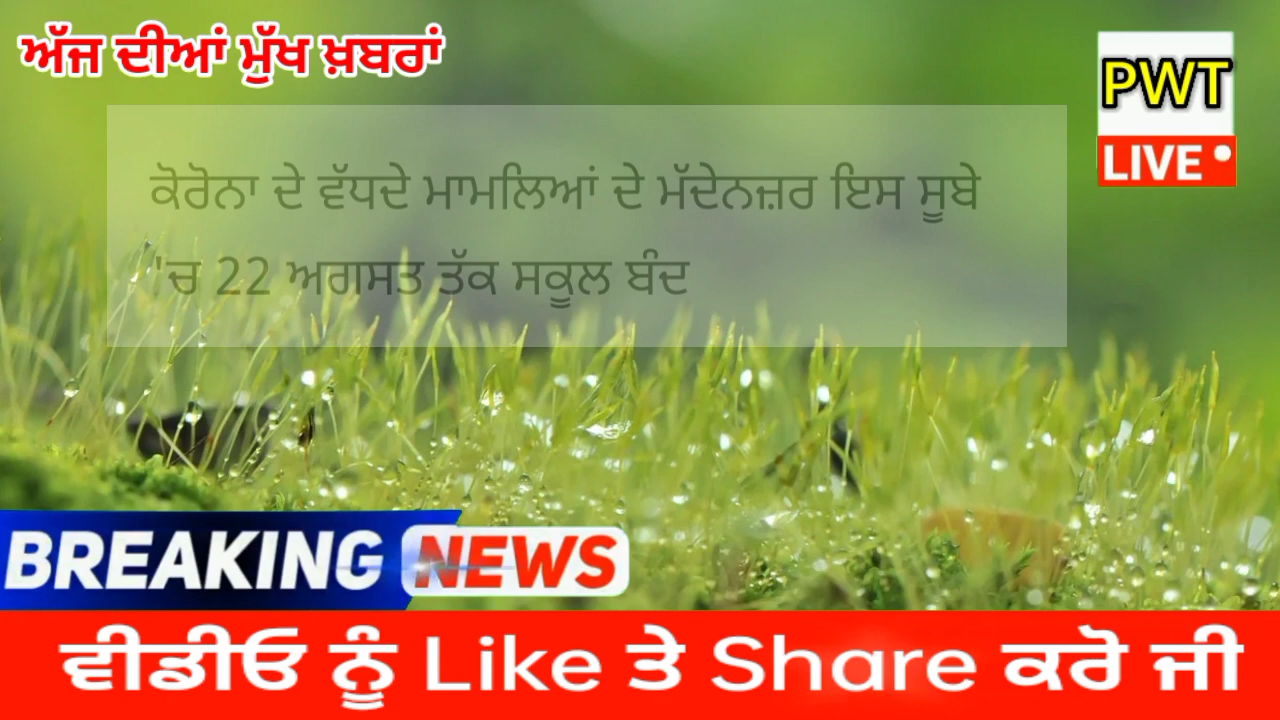 ਅੱਜ ਦੀਆਂ ਮੁੱਖ ਖ਼ਬਰਾਂ
PWT
LIVE
ਕੋਰੋਨਾ ਦੇ ਵੱਧਦੇ ਮਾਮਲਿਆਂ ਦੇ ਮੱਦੇਨਜ਼ਰ ਇਸ ਸੂਬੇ
'ਚ 22 ਅਗਸਤ ਤੱਕ ਸਕੂਲ ਬੰਦ
BREAKING NEWS
ਵੀਡੀਓ ਨੂੰ Like ਤੇ Share ਕਰੋ ਜੀ